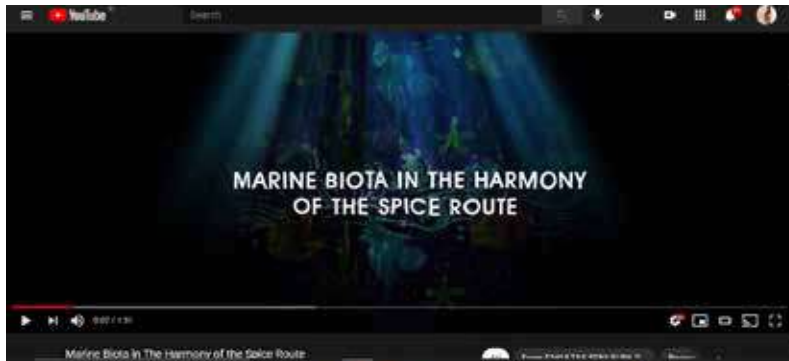 YouTube
Search
MARINE BIOTA IN THE HARMONY
OF THE SPICE ROUTE
Marine Biota In The Harmony of the Spice Route